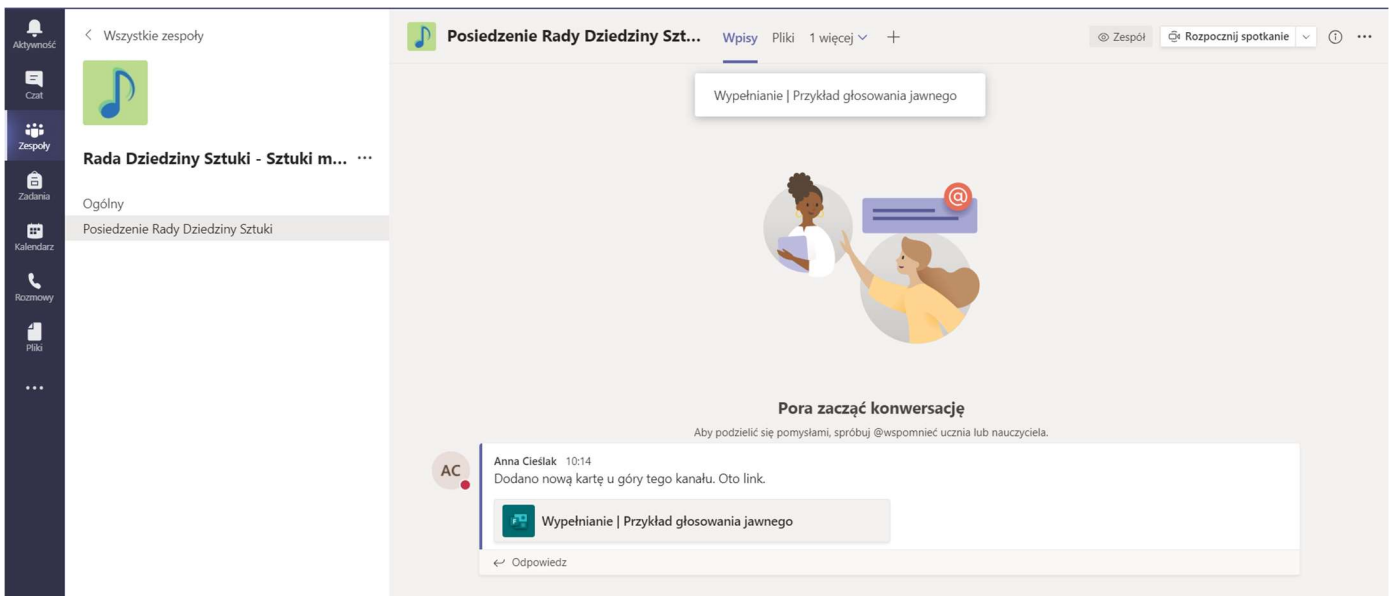 Aktywność
Czat
Zespoły
Zadania
Kalendarz
Rozmowy
Pliki
Wszystkie zespoły
Rada Dziedziny Sztuki - Sztuki m... ...
Ogólny
Posiedzenie Rady Dziedziny Sztuki
Posiedzenie Rady Dziedziny Szt... Wpisy Pliki 1 więcej + Zespół Rozpocznij spotkanie ...
Wypełnianie | Przykład głosowania jawnego
@
Pora zacząć konwersację
Aby podzielić się pomysłami, spróbuj @wspomnieć ucznia lub nauczyciela.
AC
Anna Cieślak 10:14
Dodano nową kartę u góry tego kanału. Oto link.
F
Wypełnianie | Przykład głosowania jawnego
Odpowiedz